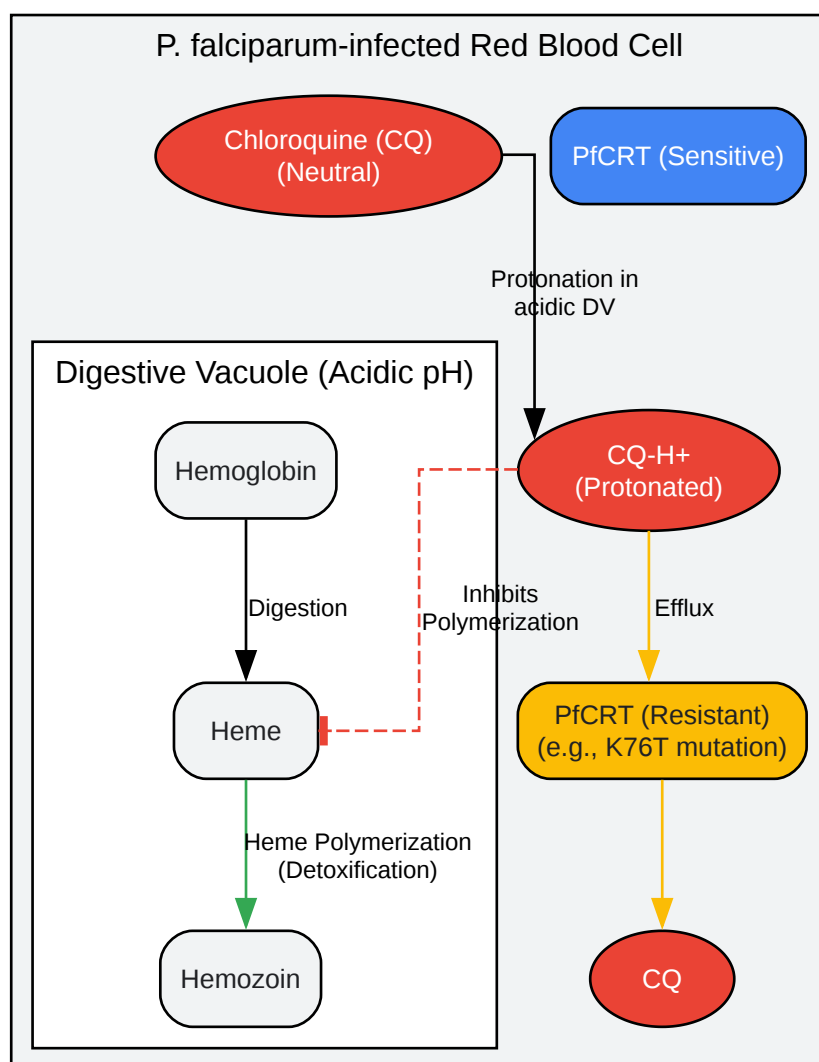 P. falciparum-infected Red Blood Cell
Chloroquine (CQ)
(Neutral)
PfCRT (Sensitive)
Protonation in
acidic DV
Digestive Vacuole (Acidic pH)
Hemoglobin
CQ-H+
(Protonated)
Digestion
Inhibits
Polymerization
Efflux
Heme
PfCRT (Resistant)
(e.g., K76T mutation)
Heme Polymerization
(Detoxification)
Hemozoin
CQ